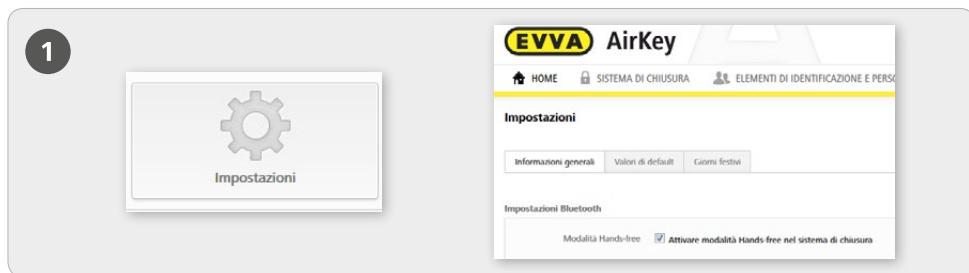 1
Impostazioni
EVVA AirKey
HOME SISTEMA DI CHIUSURA ELEMENTI DI IDENTIFICAZIONE E PERSO
Impostazioni
Informazioni generali Valori di default Giorni festivi
Impostazioni Bluetooth
Modalità Hands-free Attivare modalità Hands-free nel sistema di chiusura